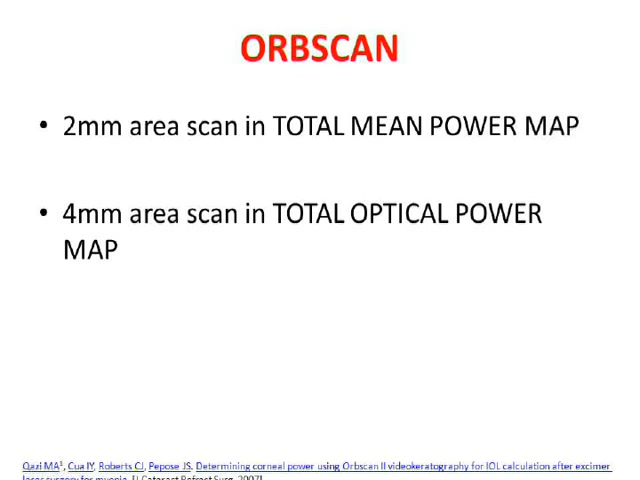 ORBSCAN
• 2mm area scan in TOTAL MEAN POWER MAP
• 4mm area scan in TOTAL OPTICAL POWER
MAP
Qazi MA¹, Cua IY, Roberts CJ, Pepose JS. Determining corneal power using Orbscan II videokeratography for IOL calculation after excimer
laser surgery for myopia. [J Cataract Refract Surg. 2007]